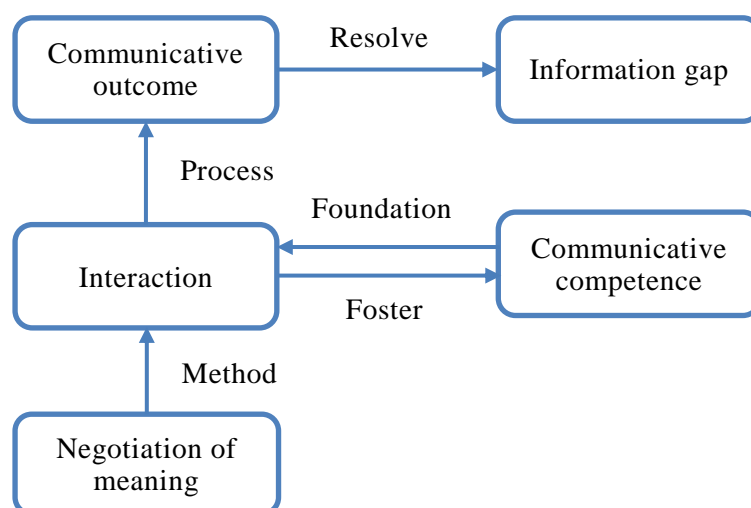 Communicative
outcome
Resolve
Information gap
Process
Foundation
Interaction
Communicative
competence
Foster
Method
Negotiation of
meaning